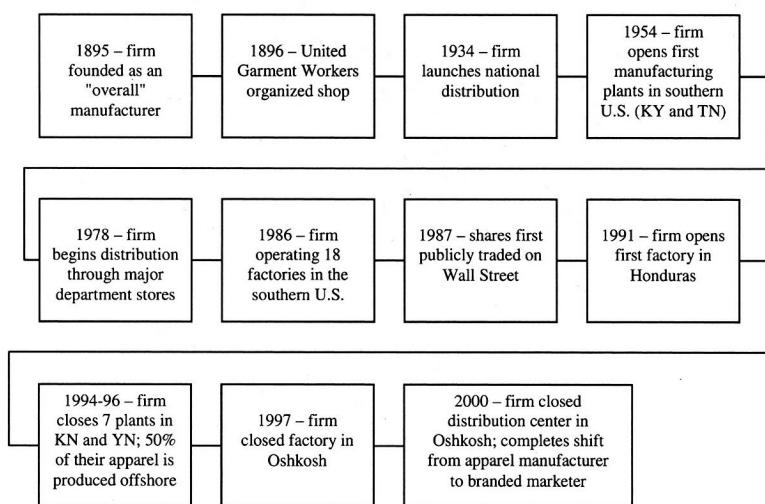 1895 – firm
founded as an
"overall"
manufacturer
1896 – United
Garment Workers
organized shop
1934 – firm
launches national
distribution
1954 – firm
opens first
manufacturing
plants in southern
U.S. (KY and TN)
1978 – firm
begins distribution
through major
department stores
1986 – firm
operating 18
factories in the
southern U.S.
1987 – shares first
publicly traded on
Wall Street
1991 – firm opens
first factory in
Honduras
1994-96 – firm
closes 7 plants in
KN and YN; 50%
of their apparel is
produced offshore
1997 – firm
closed factory in
Oshkosh
2000 – firm closed
distribution center in
Oshkosh; completes shift
from apparel manufacturer
to branded marketer